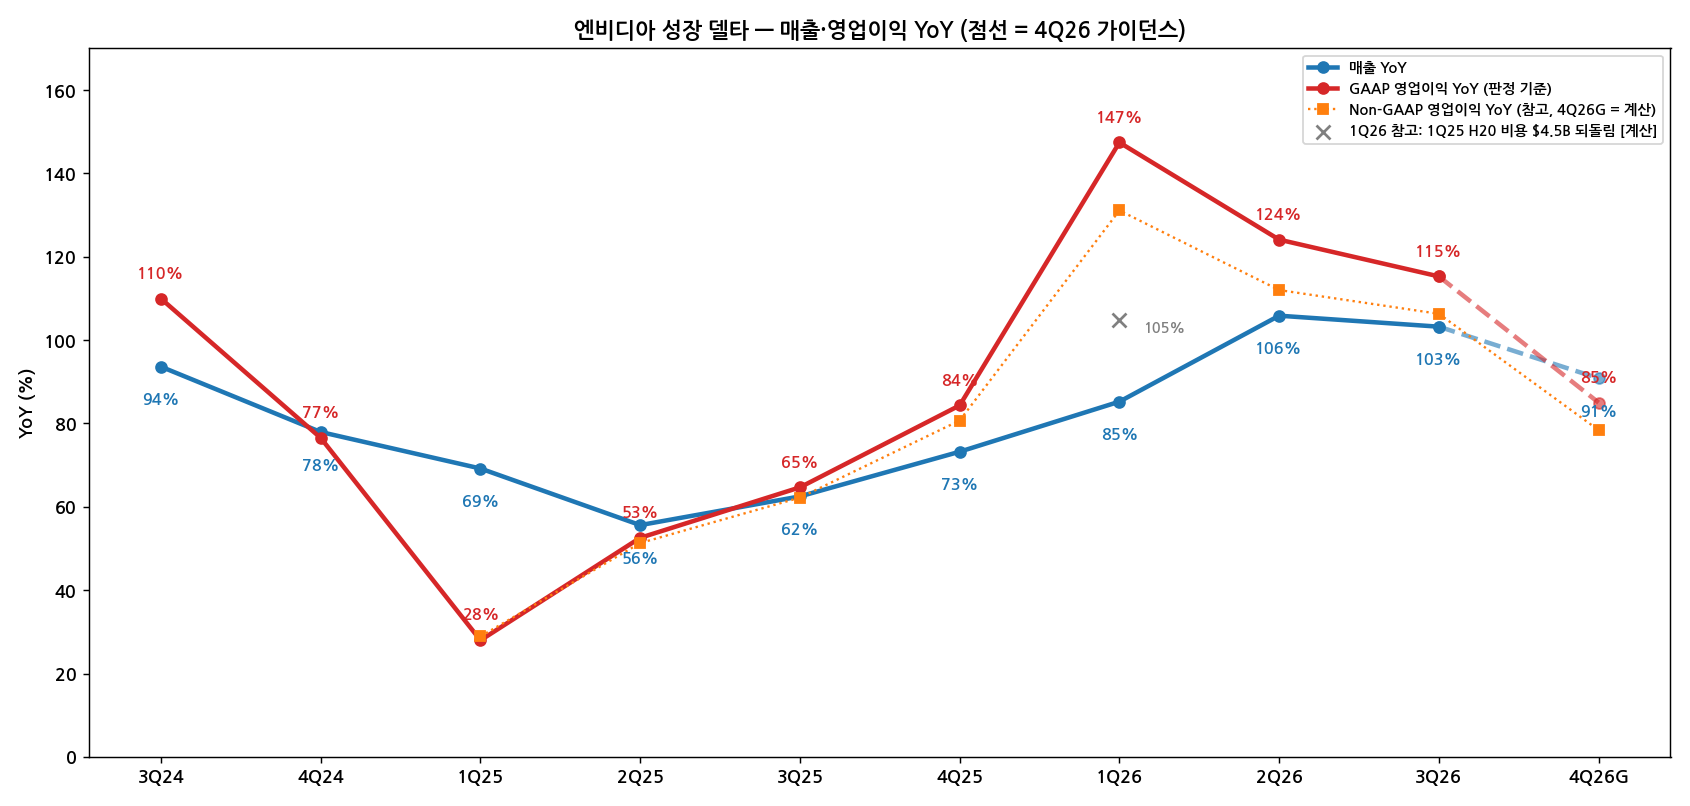 엔비디아 성장 델타 — 매출·영업이익 YoY (점선 = 4Q26 가이던스)
매출 YoY
GAAP 영업이익 YoY (판정 기준)
Non-GAAP 영업이익 YoY (참고, 4Q26G = 계산)
1Q26 참고: 1Q25 H20 비용 $4.5B 되돌림 [계산]
YoY (%)
160
140
120
100
80
60
40
20
0
110%
77%
28%
53%
65%
84%
147%
124%
115%
85%
94%
78%
69%
56%
62%
73%
85%
106%
103%
91%
105%
3Q24
4Q24
1Q25
2Q25
3Q25
4Q25
1Q26
2Q26
3Q26
4Q26G